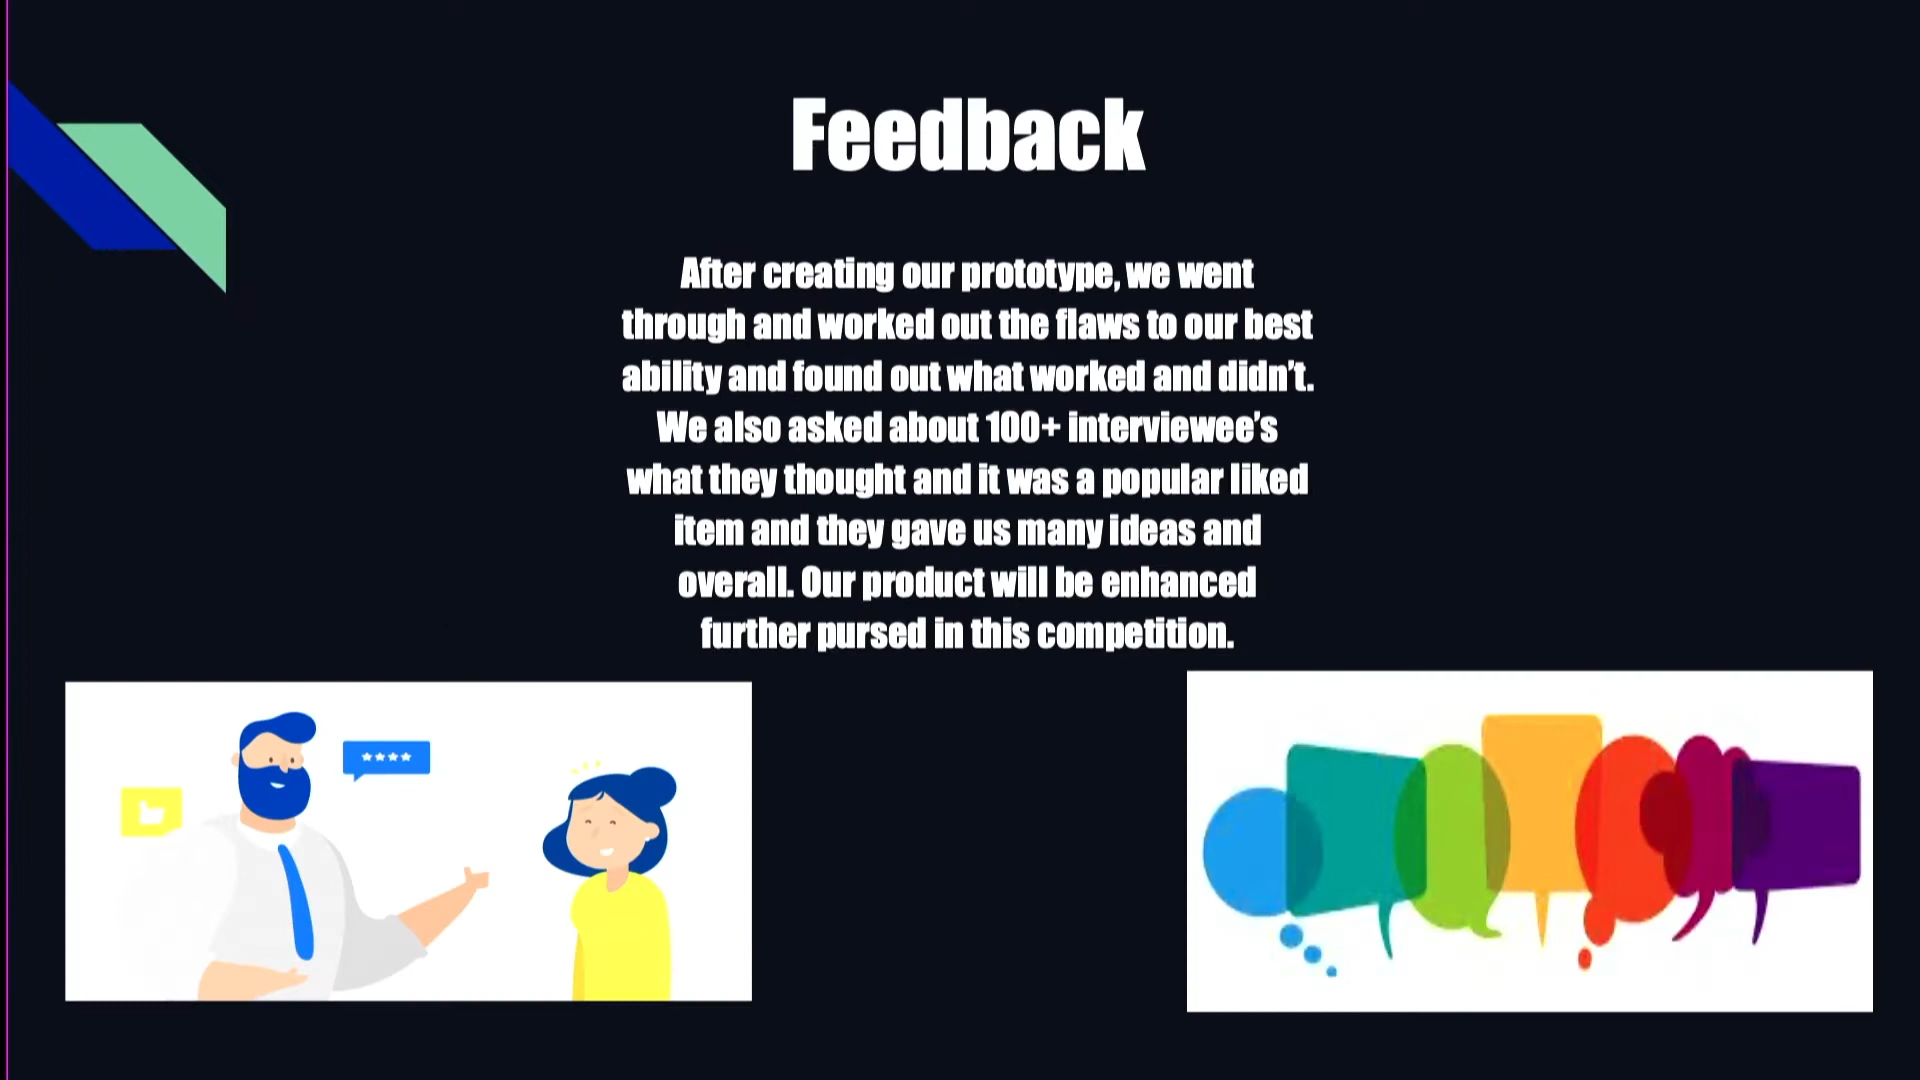 Feedback
After creating our prototype, we went
through and worked out the flaws to our best
ability and found out what worked and didn’t.
We also asked about 100+ interviewee’s
what they thought and it was a popular liked
item and they gave us many ideas and
overall. Our product will be enhanced
further pursed in this competition.